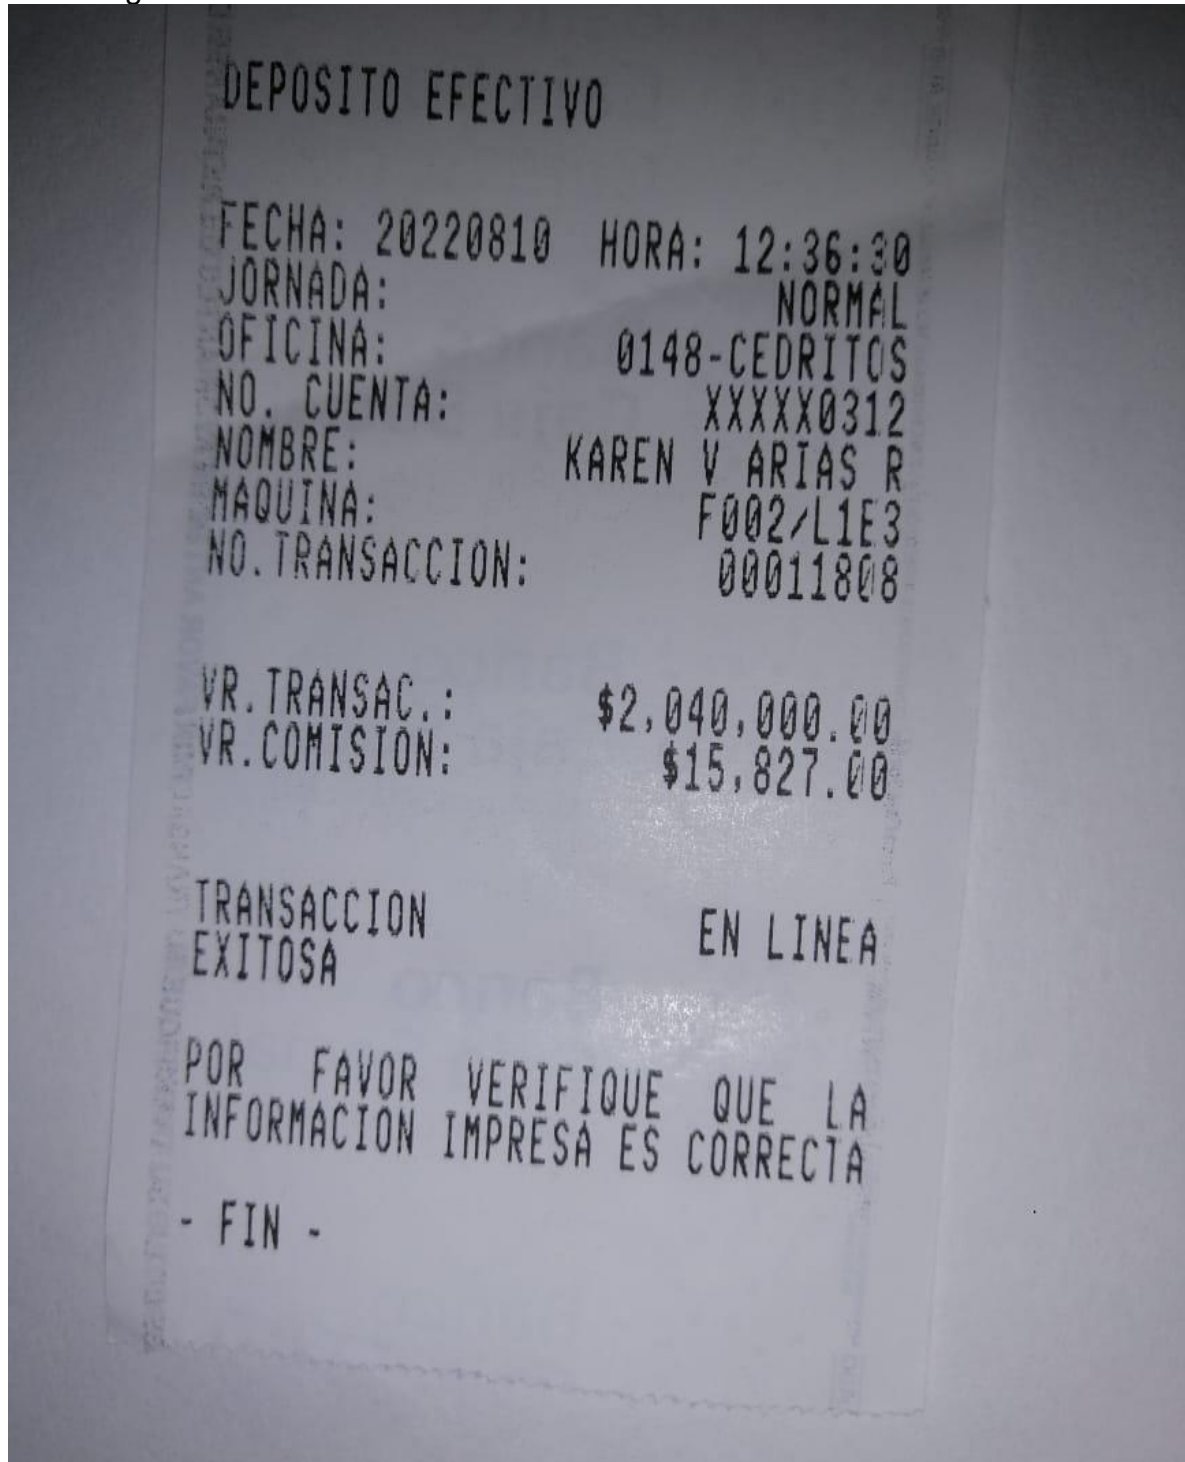 DEPOSITO EFECTIVO
FECHA: 20220810 HORA: 12:36:30
JORNADA: NORMAL
OFICINA: 0148-CEDRITOS
NO. CUENTA: XXXXX0312
NOMBRE: KAREN V ARIAS R
MAQUINA: F002/L1E3
NO.TRANSACCION: 00011808
VR.TRANSAC.: $2,040,000.00
VR.COMISION: $15,827.00
TRANSACCION EN LINEA
EXITOSA
POR FAVOR VERIFIQUE QUE LA
INFORMACION IMPRESA ES CORRECTA
- FIN -